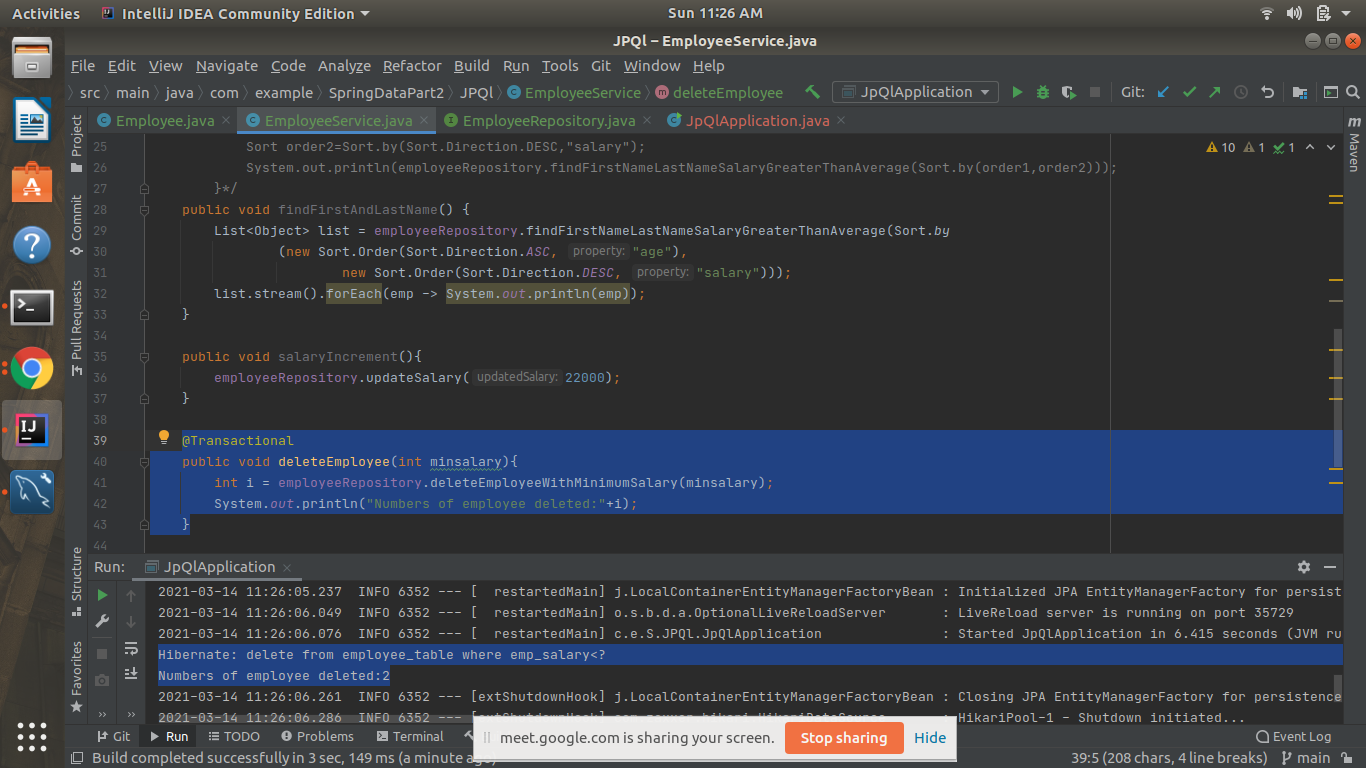 Activities IntelliJ IDEA Community Edition Sun 11:26 AM
JPQl – EmployeeService.java
File Edit View Navigate Code Analyze Refactor Build Run Tools Git Window Help
src main java com example SpringDataPart2 JPQl EmployeeService deleteEmployee JpQlApplication Git:
Employee.java EmployeeService.java EmployeeRepository.java JpQlApplication.java
Project
Commit
Pull Requests
Structure
Favorites
Maven
10 1 1
25 Sort order2=Sort.by(Sort.Direction.DESC,"salary");
26 System.out.println(employeeRepository.findFirstNameLastNameSalaryGreaterThanAverage(Sort.by(order1,order2)));
27 }*/
28 public void findFirstAndLastName() {
29 List<Object> list = employeeRepository.findFirstNameLastNameSalaryGreaterThanAverage(Sort.by
30 (new Sort.Order(Sort.Direction.ASC, property: "age"),
31 new Sort.Order(Sort.Direction.DESC, property: "salary")));
32 list.stream().forEach(emp -> System.out.println(emp));
33 }
34
35 public void salaryIncrement(){
36 employeeRepository.updateSalary( updatedSalary: 22000);
37 }
38
39 @Transactional
40 public void deleteEmployee(int minsalary){
41 int i = employeeRepository.deleteEmployeeWithMinimumSalary(minsalary);
42 System.out.println("Numbers of employee deleted:"+i);
43 }
44
Run: JpQlApplication
2021-03-14 11:26:05.237 INFO 6352 --- [ restartedMain] j.LocalContainerEntityManagerFactoryBean : Initialized JPA EntityManagerFactory for persist
2021-03-14 11:26:06.049 INFO 6352 --- [ restartedMain] o.s.b.d.a.OptionalLiveReloadServer : LiveReload server is running on port 35729
2021-03-14 11:26:06.076 INFO 6352 --- [ restartedMain] c.e.S.JPQl.JpQlApplication : Started JpQlApplication in 6.415 seconds (JVM ru
Hibernate: delete from employee_table where emp_salary<?
Numbers of employee deleted:2
2021-03-14 11:26:06.261 INFO 6352 --- [extShutdownHook] j.LocalContainerEntityManagerFactoryBean : Closing JPA EntityManagerFactory for persistence
2021-03-14 11:26:06.286 INFO 6352 --- HikariPool-1 - Shutdown initiated...
meet.google.com is sharing your screen. Stop sharing Hide
Git Run TODO Problems Terminal Event Log
Build completed successfully in 3 sec, 149 ms (a minute ago) 39:5 (208 chars, 4 line breaks) main